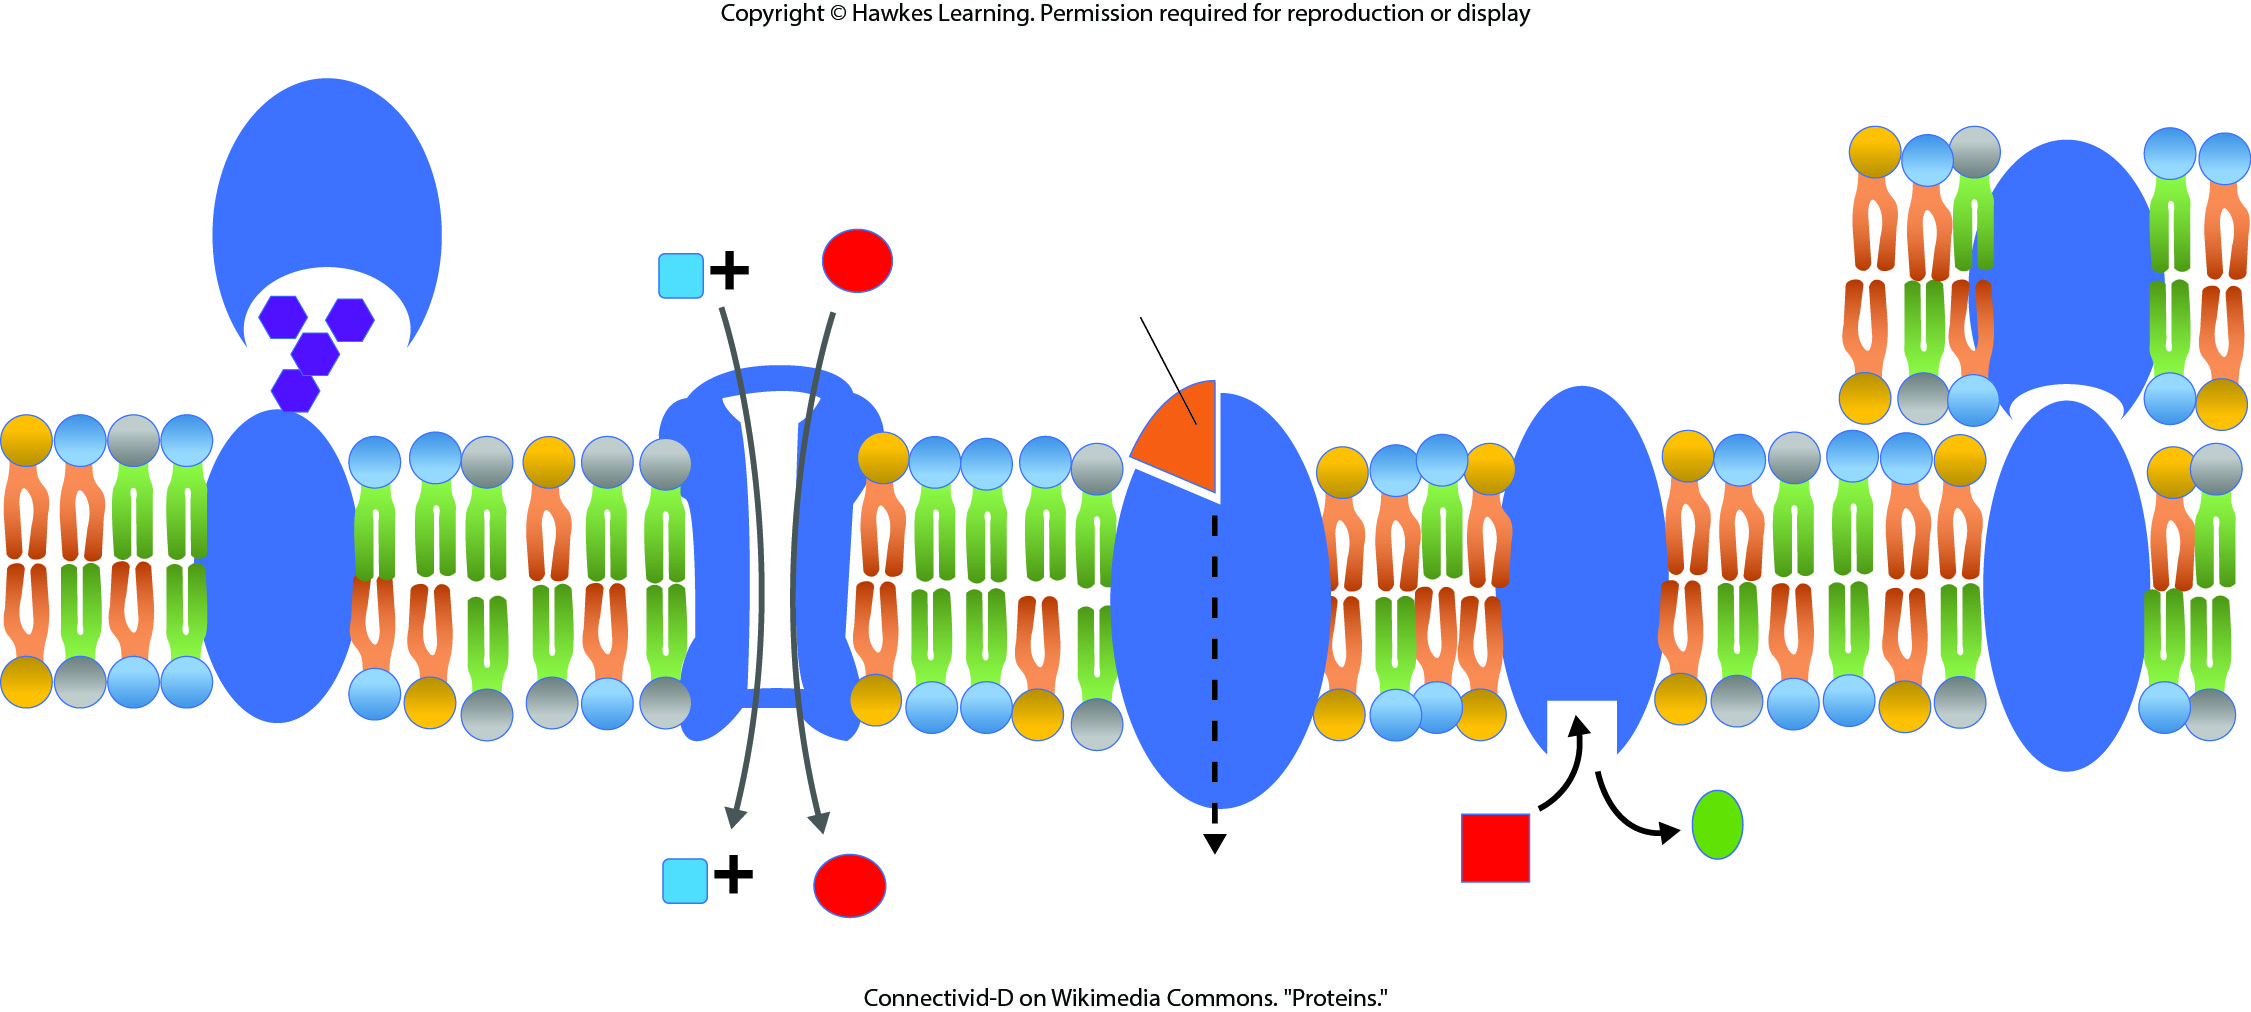 Copyright © Hawkes Learning. Permission required for reproduction or display
+
+
Connectivid-D on Wikimedia Commons. "Proteins."